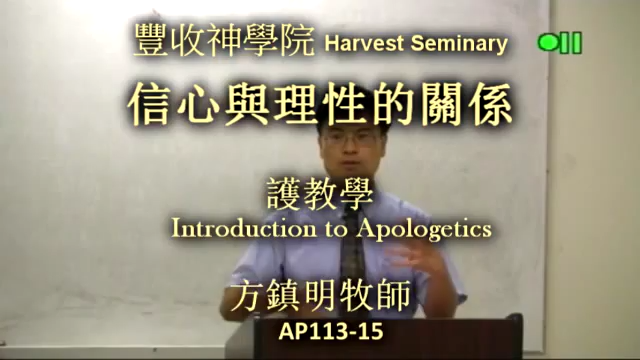 豐收神學院 Harvest Seminary
信心與理性的關係
護教學
Introduction to Apologetics
方鎮明牧師
AP113-15